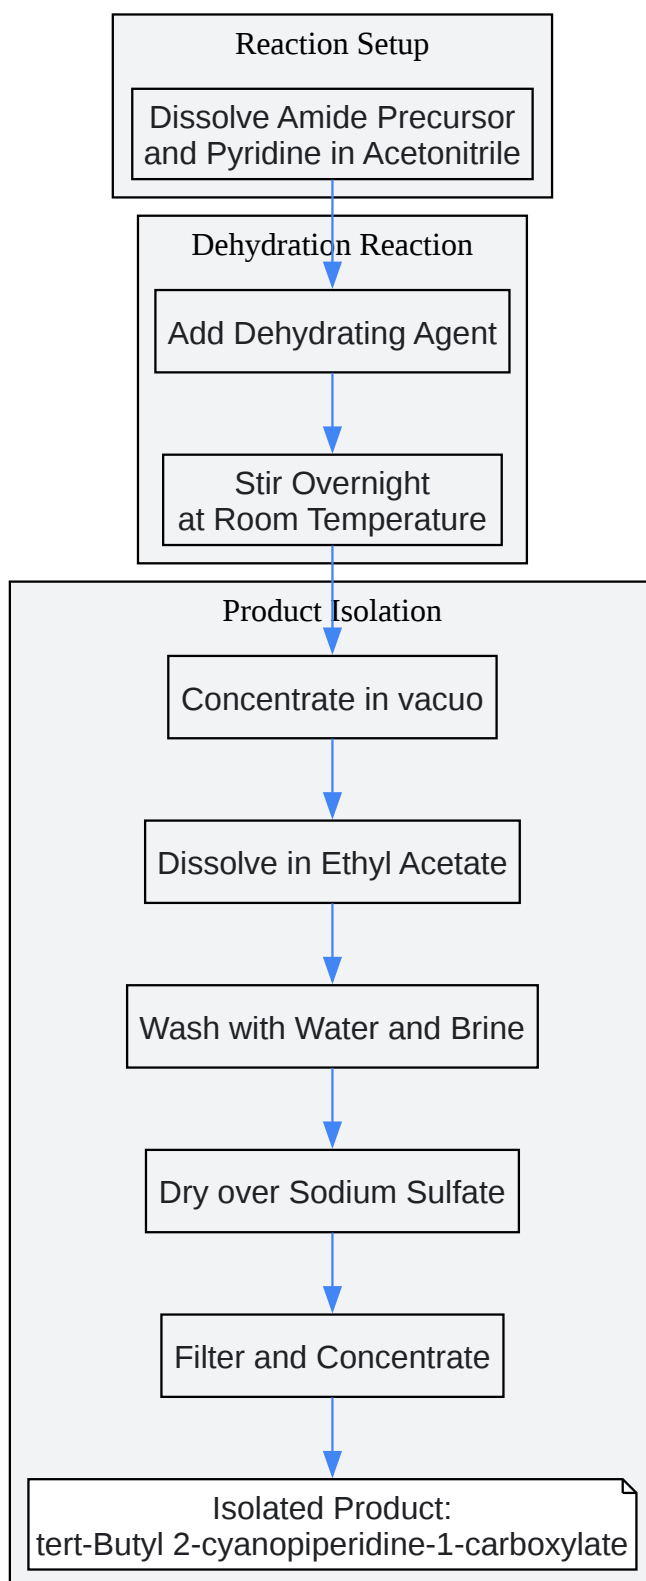 Reaction Setup
Dissolve Amide Precursor
and Pyridine in Acetonitrile
Dehydration Reaction
Add Dehydrating Agent
Stir Overnight
at Room Temperature
Product Isolation
Concentrate in vacuo
Dissolve in Ethyl Acetate
Wash with Water and Brine
Dry over Sodium Sulfate
Filter and Concentrate
Isolated Product:
tert-Butyl 2-cyanopiperidine-1-carboxylate